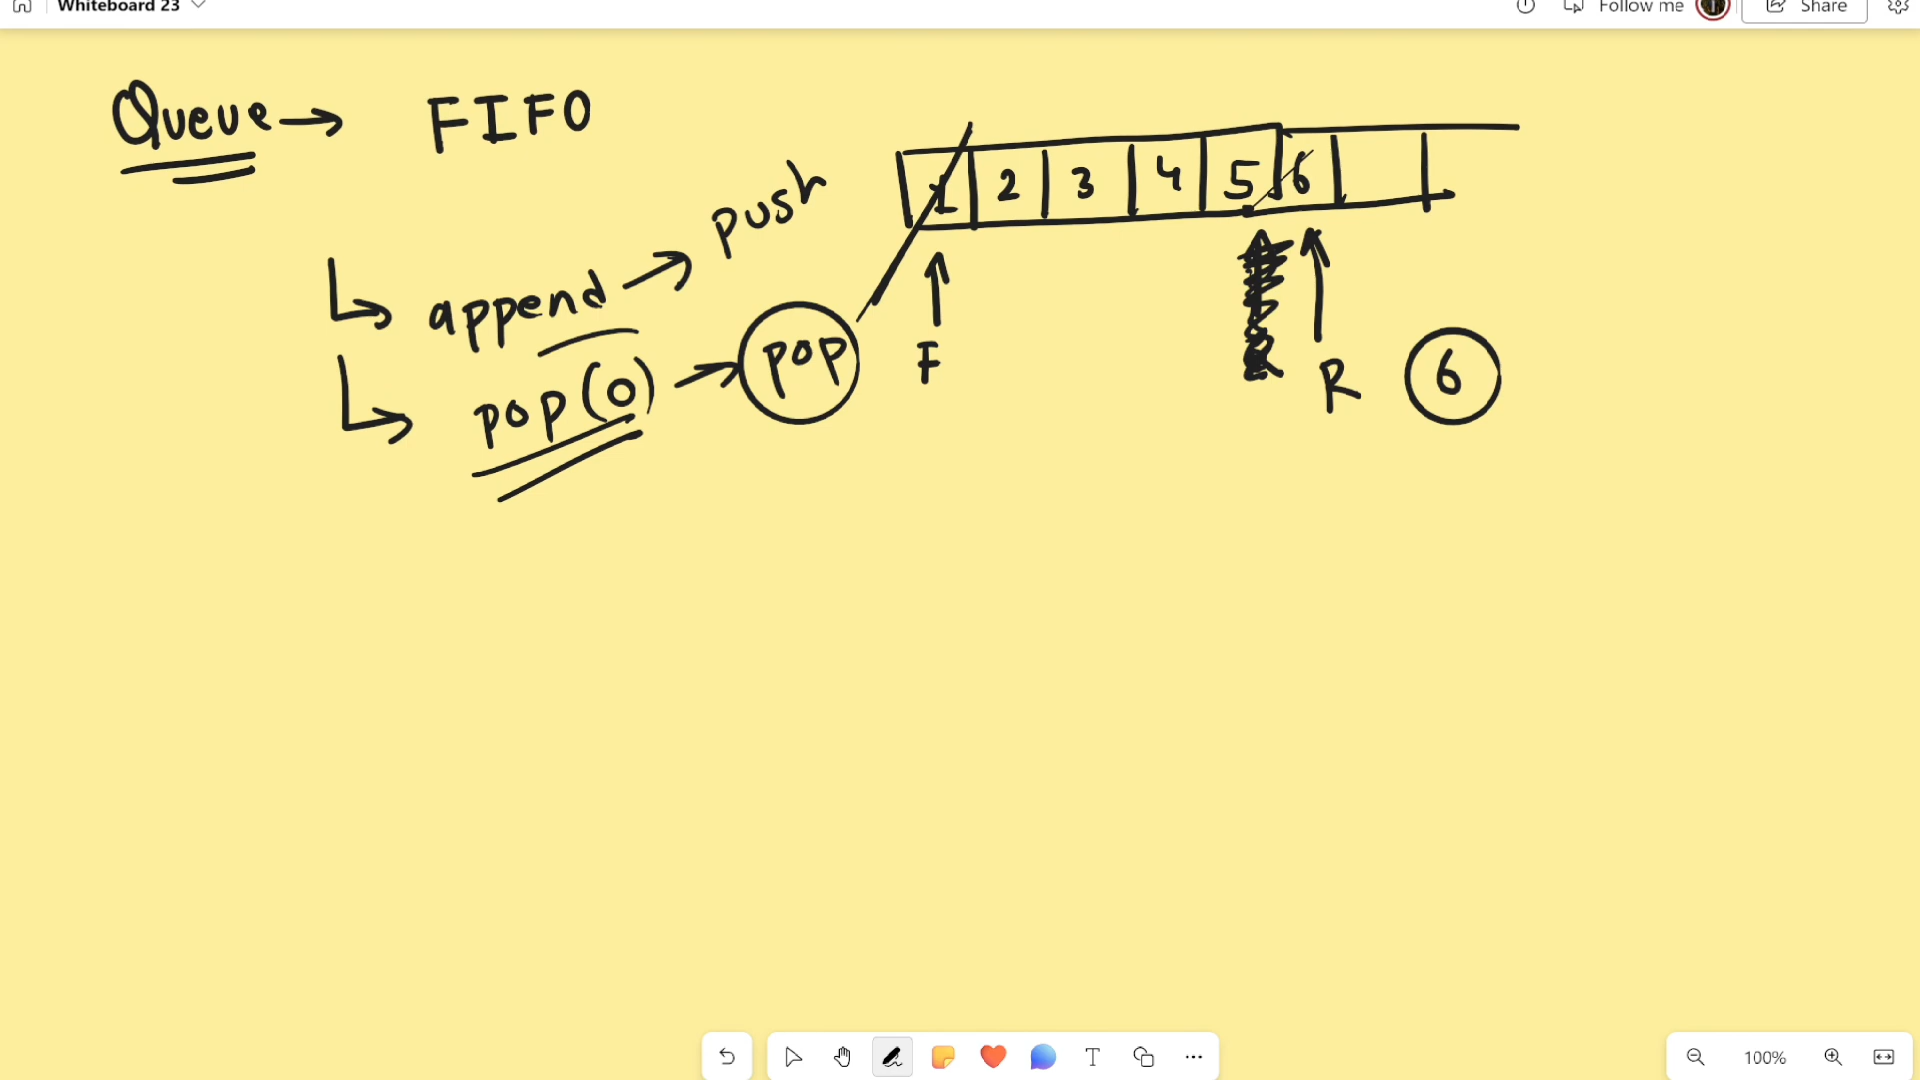 Whiteboard 23
Follow me
Share
Queue → FIFO
1 2 3 4 5 6
append → push
pop(0) → pop
F
R
6
100%